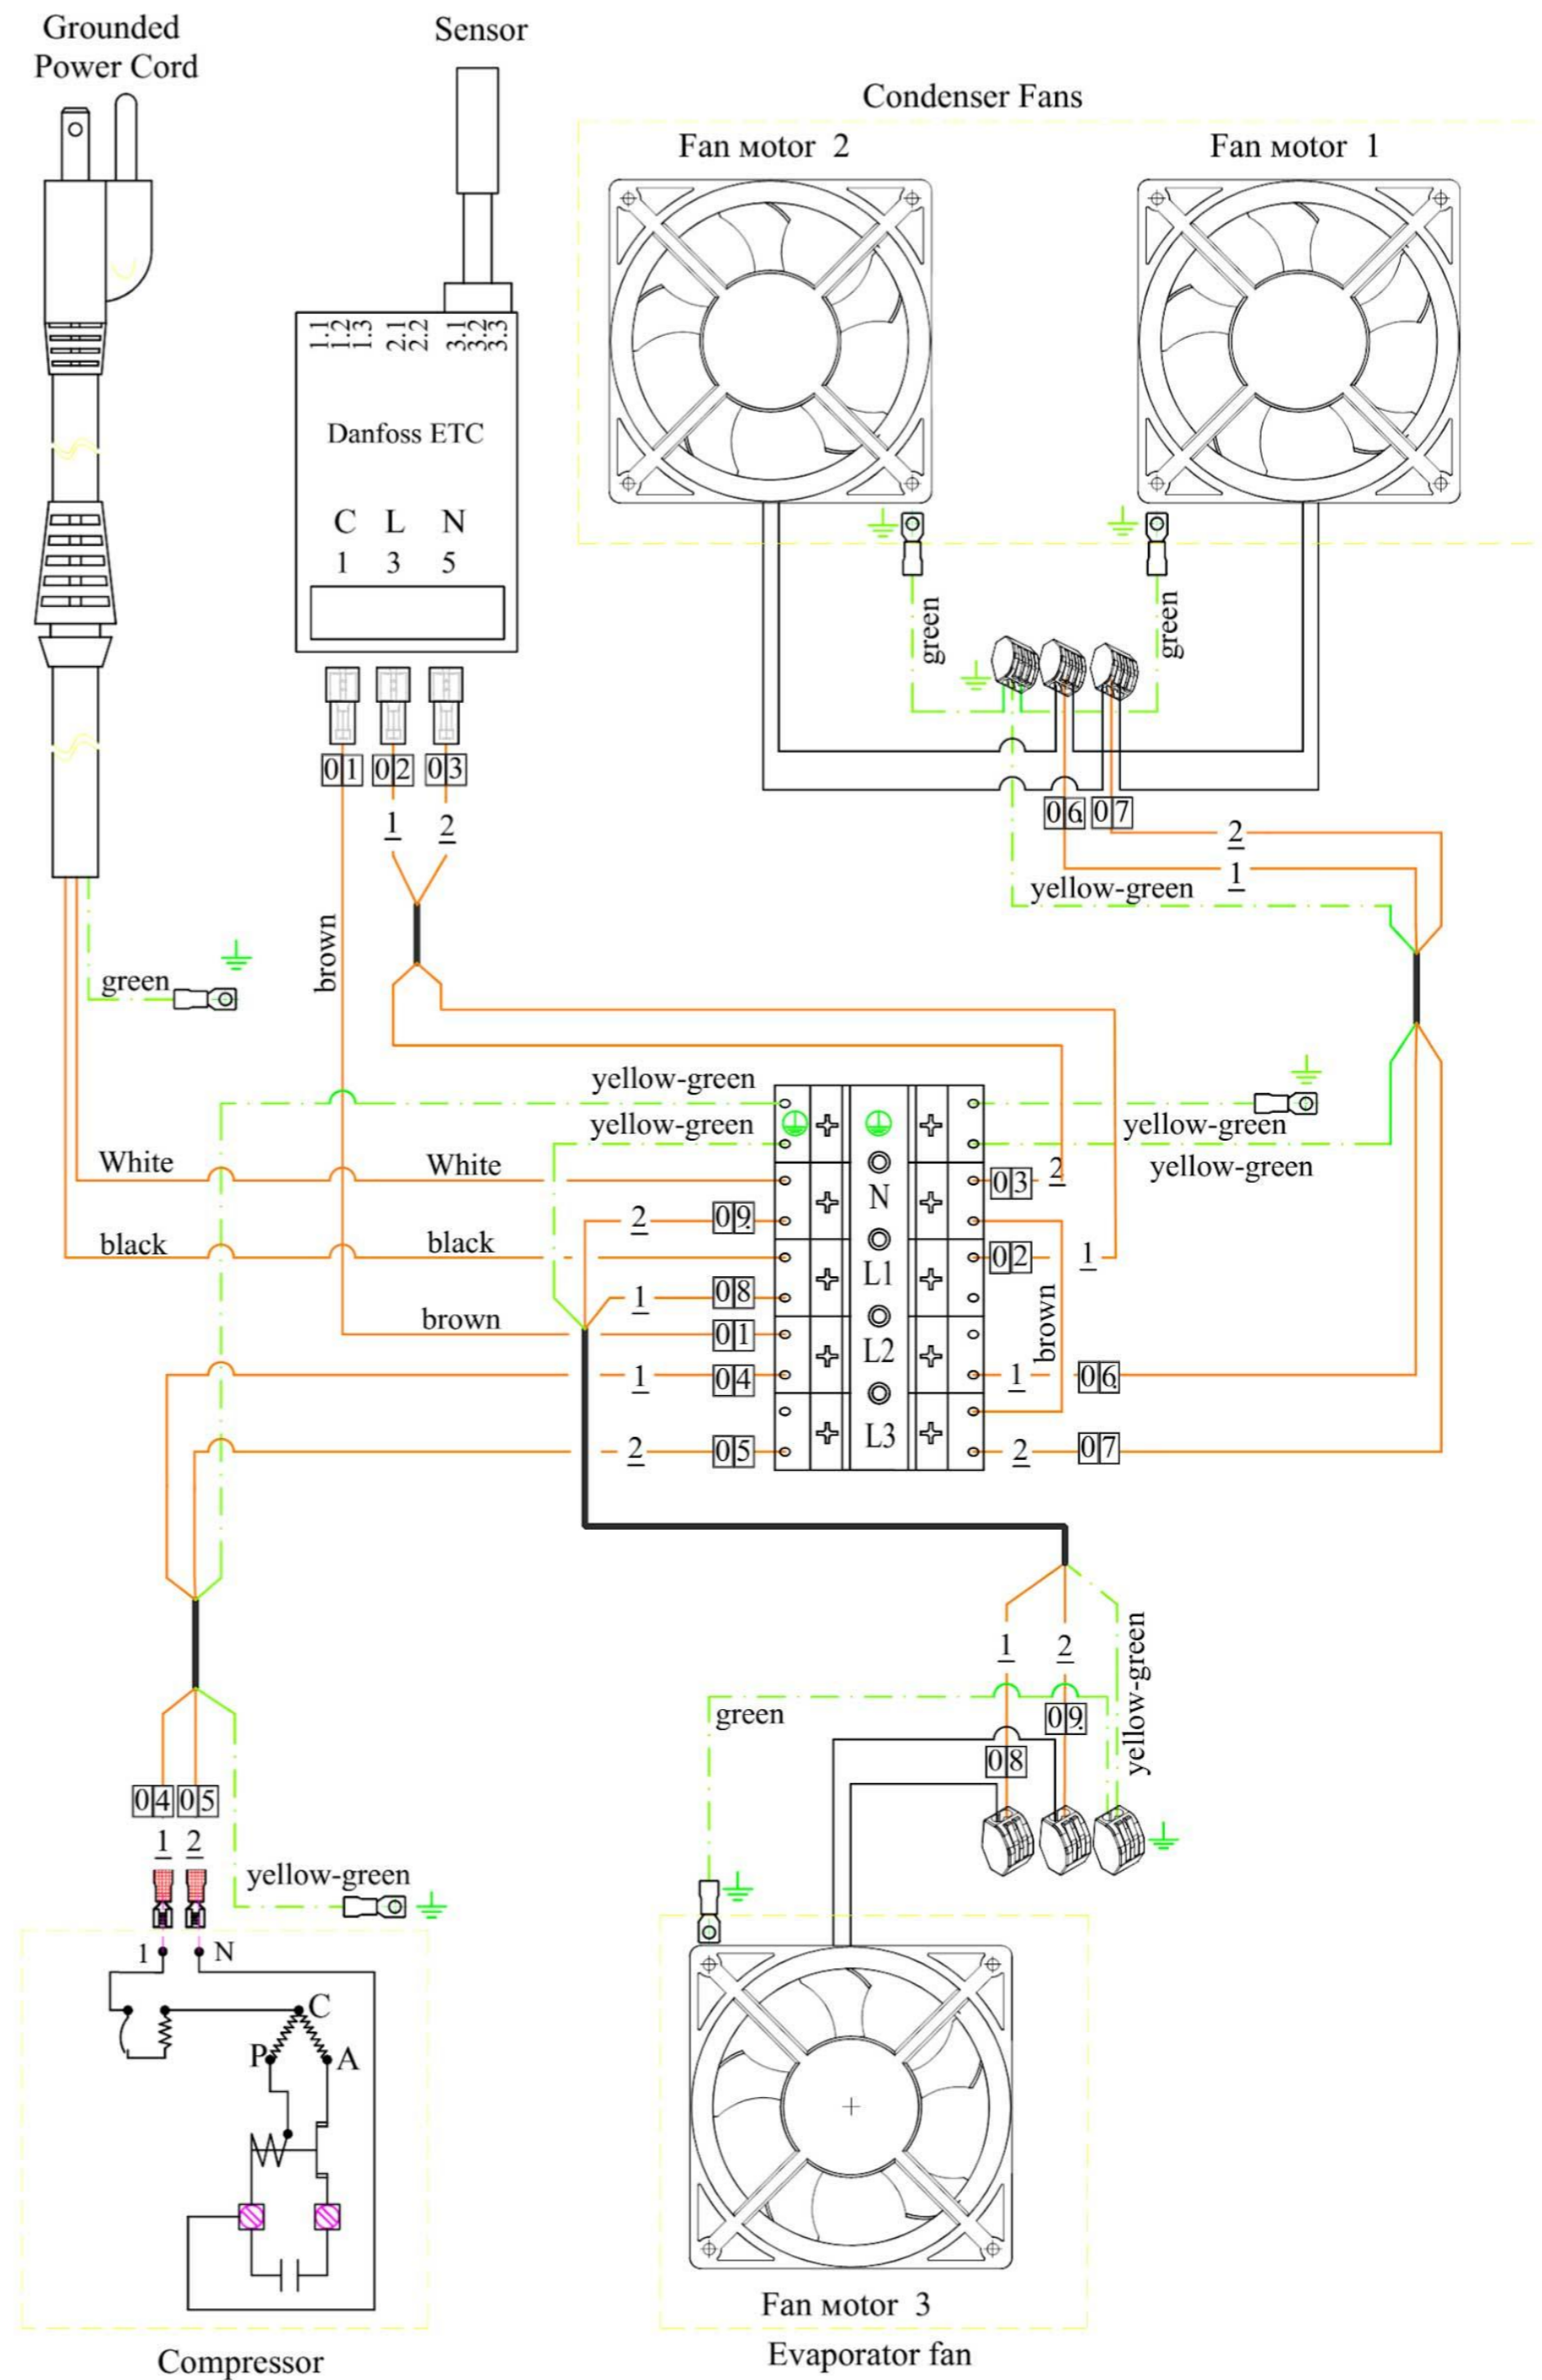 Grounded
Power Cord
Sensor
Condenser Fans
Fan мotor 2
Fan мotor 1
1.1
1.2
1.3
2.1
2.2
3.1
3.2
3.3
Danfoss ETC
C L N
1 3 5
green
green
01 02 03
1 2
06 07
2
1
yellow-green
brown
green
yellow-green
yellow-green
yellow-green
yellow-green
White
White
N
03 2
2 09
black
black
L1
02 1
1 08
brown
brown
01
L2
1 04
1 06
L3
2 05
2 07
1 2
yellow-green
green
09
08
04 05
1 2
yellow-green
1 N
C
P A
Fan мotor 3
Evaporator fan
Compressor